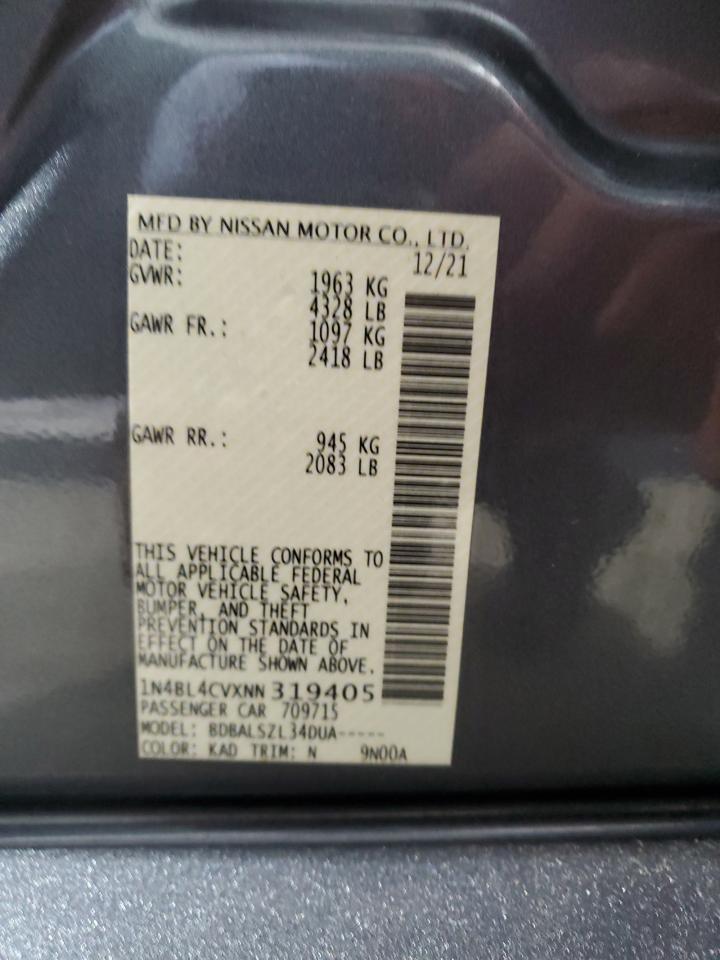 MFD BY NISSAN MOTOR CO., LTD.
DATE: 12/21
GVWR: 1963 KG
4328 LB
GAWR FR.: 1097 KG
2418 LB
GAWR RR.: 945 KG
2083 LB
THIS VEHICLE CONFORMS TO
ALL APPLICABLE FEDERAL
MOTOR VEHICLE SAFETY,
BUMPER, AND THEFT
PREVENTION STANDARDS IN
EFFECT ON THE DATE OF
MANUFACTURE SHOWN ABOVE.
1N4BL4CVXNN 319405
PASSENGER CAR 709715
MODEL: BDBALSZL34DUA-----
COLOR: KAD TRIM: N 9N00A